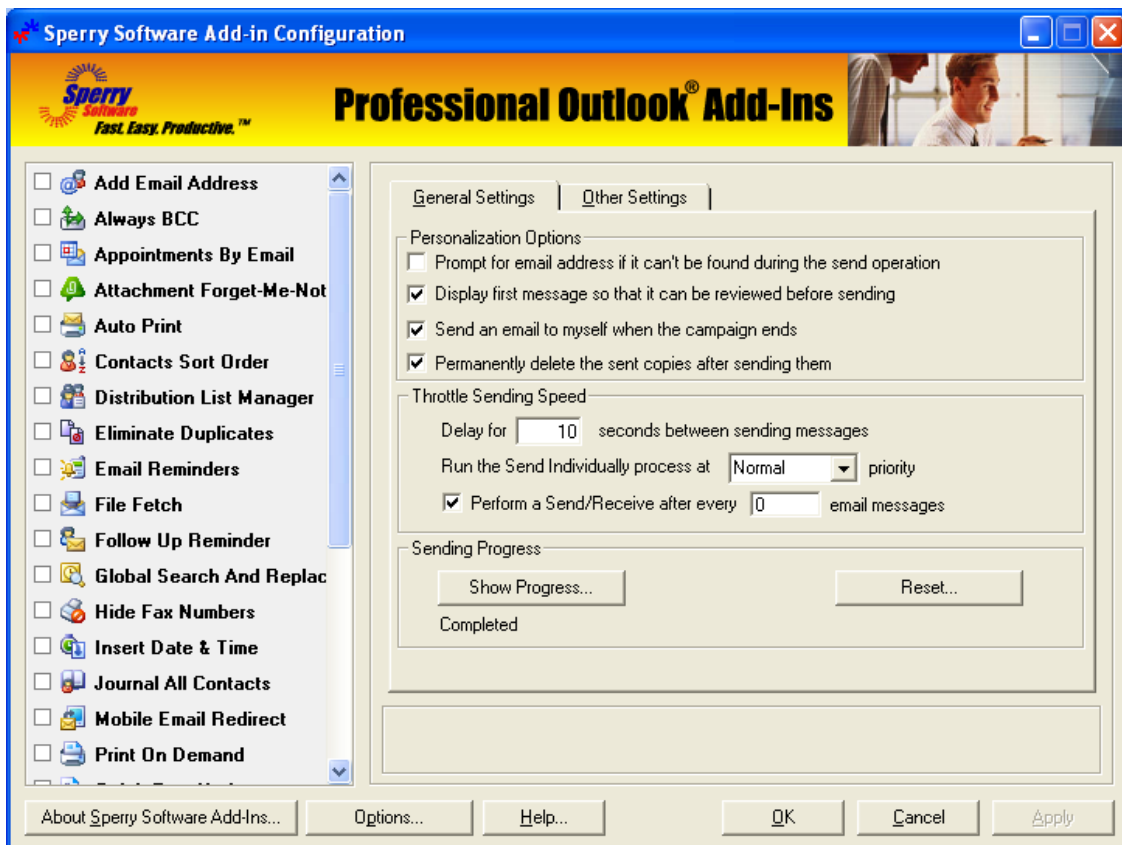 Sperry Software Add-in Configuration
Sperry
Software
Fast. Easy. Productive.™
Professional Outlook® Add-Ins
Add Email Address
Always BCC
Appointments By Email
Attachment Forget-Me-Not
Auto Print
Contacts Sort Order
Distribution List Manager
Eliminate Duplicates
Email Reminders
File Fetch
Follow Up Reminder
Global Search And Replac
Hide Fax Numbers
Insert Date & Time
Journal All Contacts
Mobile Email Redirect
Print On Demand
General Settings Other Settings
Personalization Options
Prompt for email address if it can't be found during the send operation
Display first message so that it can be reviewed before sending
Send an email to myself when the campaign ends
Permanently delete the sent copies after sending them
Throttle Sending Speed
Delay for 10 seconds between sending messages
Run the Send Individually process at Normal priority
Perform a Send/Receive after every 0 email messages
Sending Progress
Show Progress... Reset...
Completed
About Sperry Software Add-Ins... Options... Help... OK Cancel Apply